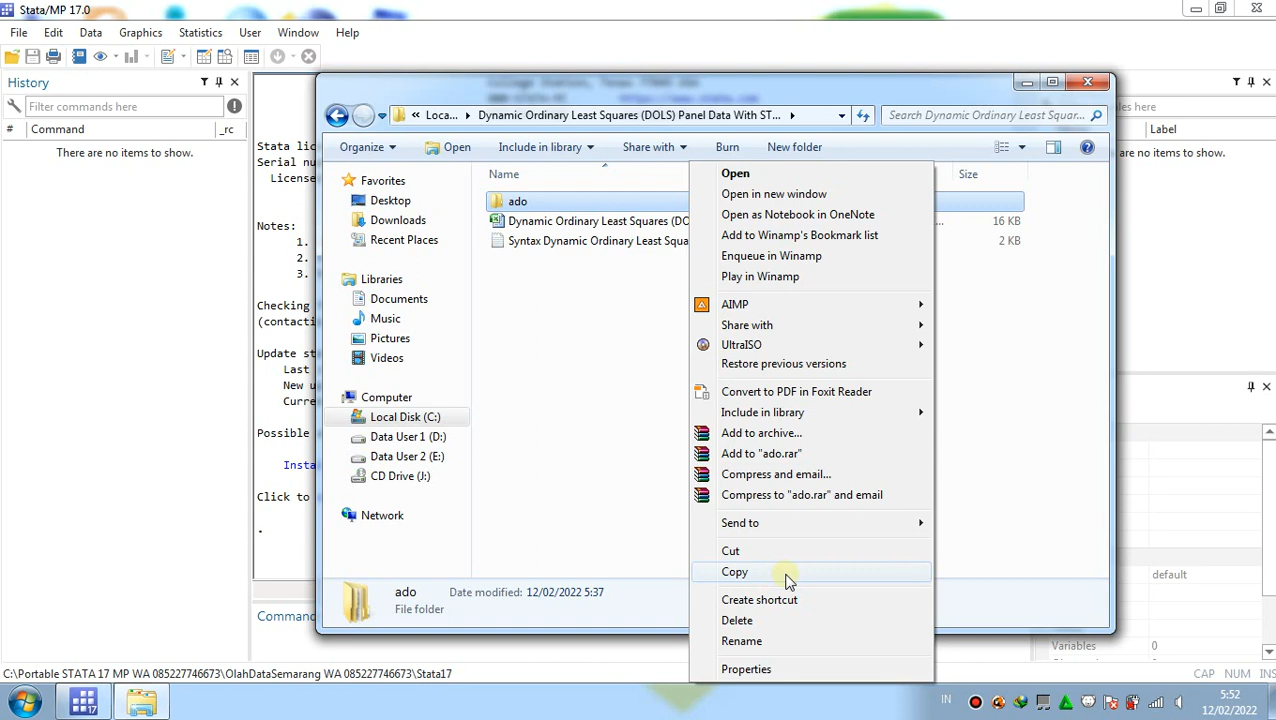 Stata/MP 17.0
File Edit Data Graphics Statistics User Window Help
History
Filter commands here
# Command _rc
There are no items to show.
Stata lic
Serial nu
License
Notes:
1.
2.
3.
Checking
(contacti
Update st
Last
New u
Curre
Possible
Insta
Click to
.
Comman
https://www.stata.com
« Loca... Dynamic Ordinary Least Squares (DOLS) Panel Data With ST...
Search Dynamic Ordinary Least Squar...
Organize Open Include in library Share with Burn New folder
Favorites
Desktop
Downloads
Recent Places
Libraries
Documents
Music
Pictures
Videos
Computer
Local Disk (C:)
Data User 1 (D:)
Data User 2 (E:)
CD Drive (J:)
Network
Name Size
ado
Dynamic Ordinary Least Squares (DO 16 KB
Syntax Dynamic Ordinary Least Squa 2 KB
ado Date modified: 12/02/2022 5:37
File folder
Open
Open in new window
Open as Notebook in OneNote
Add to Winamp's Bookmark list
Enqueue in Winamp
Play in Winamp
AIMP
Share with
UltraISO
Restore previous versions
Convert to PDF in Foxit Reader
Include in library
Add to archive...
Add to "ado.rar"
Compress and email...
Compress to "ado.rar" and email
Send to
Cut
Copy
Create shortcut
Delete
Rename
Properties
les here
Label
re no items to show.
default
Variables 0
C:\Portable STATA 17 MP WA 085227746673\OlahDataSemarang WA 085227746673\Stata17
CAP NUM INS
17
IN
5:52
12/02/2022